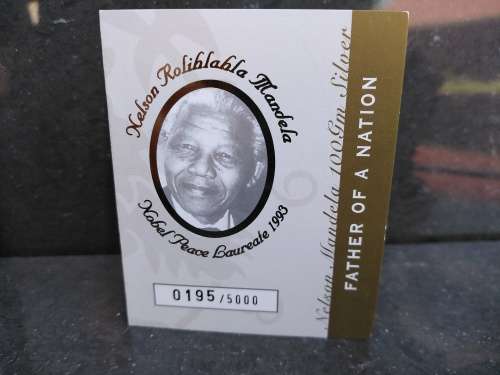 Nelson Rolihlahla Mandela
Nobel Peace Laureate 1993
0195/5000
Nelson Mandela 100Gm Silver
FATHER OF A NATION